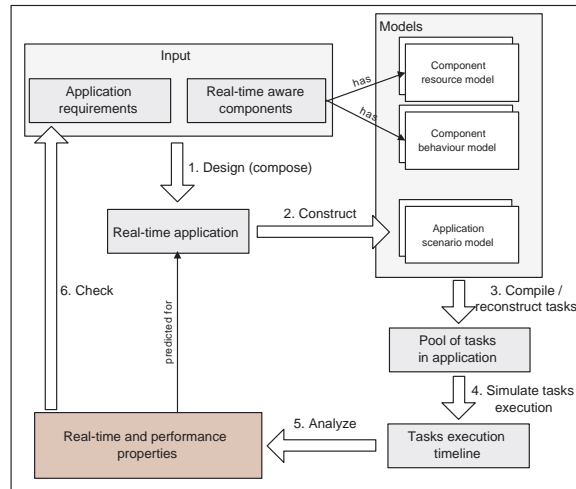 Models
Input
Application
requirements
Real-time aware
components
has
has
Component
resource model
Component
behaviour model
1. Design (compose)
Real-time application
2. Construct
Application
scenario model
6. Check
predicted for
3. Compile /
reconstruct tasks
Pool of tasks
in application
4. Simulate tasks
execution
Real-time and performance
properties
5. Analyze
Tasks execution
timeline